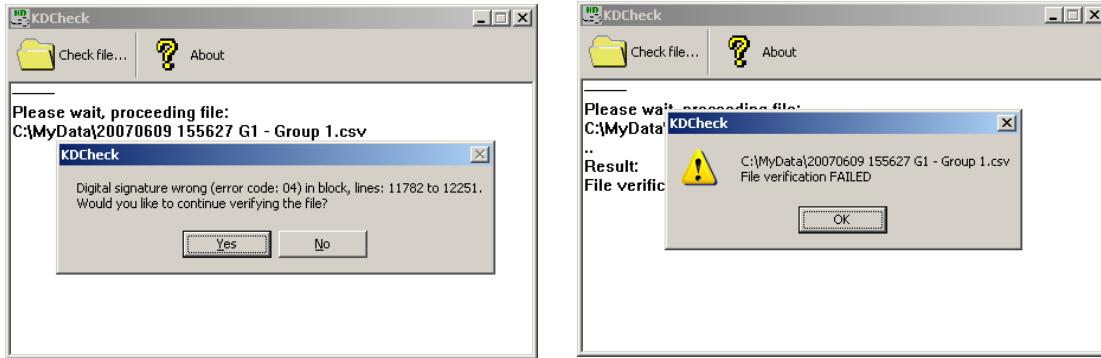 KDCheck
Check file... About
Please wait, proceeding file:
C:\MyData\20070609 155627 G1 - Group 1.csv
KDCheck
Digital signature wrong (error code: 04) in block, lines: 11782 to 12251.
Would you like to continue verifying the file?
Yes No
KDCheck
Check file... About
Please wait, proceeding file:
C:\MyData\
KDCheck
C:\MyData\20070609 155627 G1 - Group 1.csv
File verification FAILED
OK
..
Result:
File verific